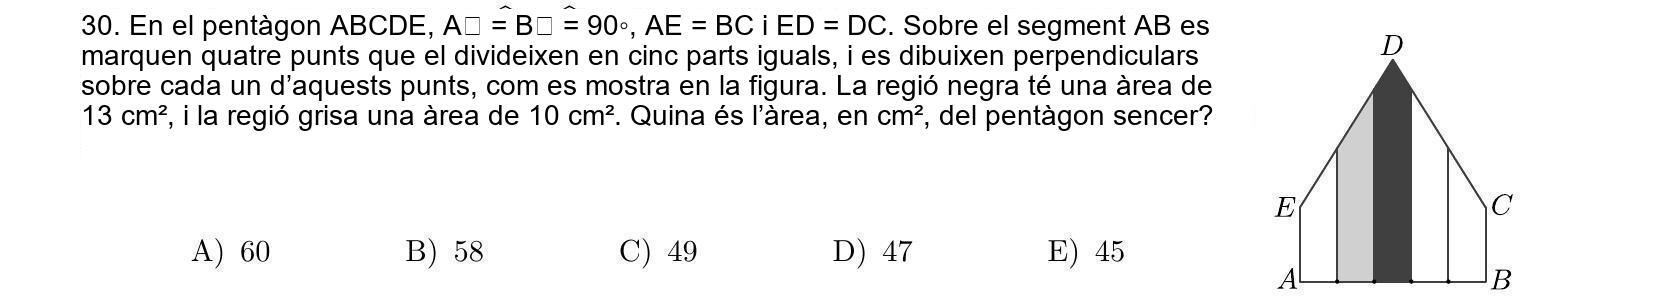 30. En el pentàgon ABCDE, A□ =̂ B□ =̂ 90°, AE = BC i ED = DC. Sobre el segment AB es
marquen quatre punts que el divideixen en cinc parts iguals, i es dibuixen perpendiculars
sobre cada un d'aquests punts, com es mostra en la figura. La regió negra té una àrea de
13 cm², i la regió grisa una àrea de 10 cm². Quina és l'àrea, en cm², del pentàgon sencer?
A) 60 B) 58 C) 49 D) 47 E) 45
D
E C
A B